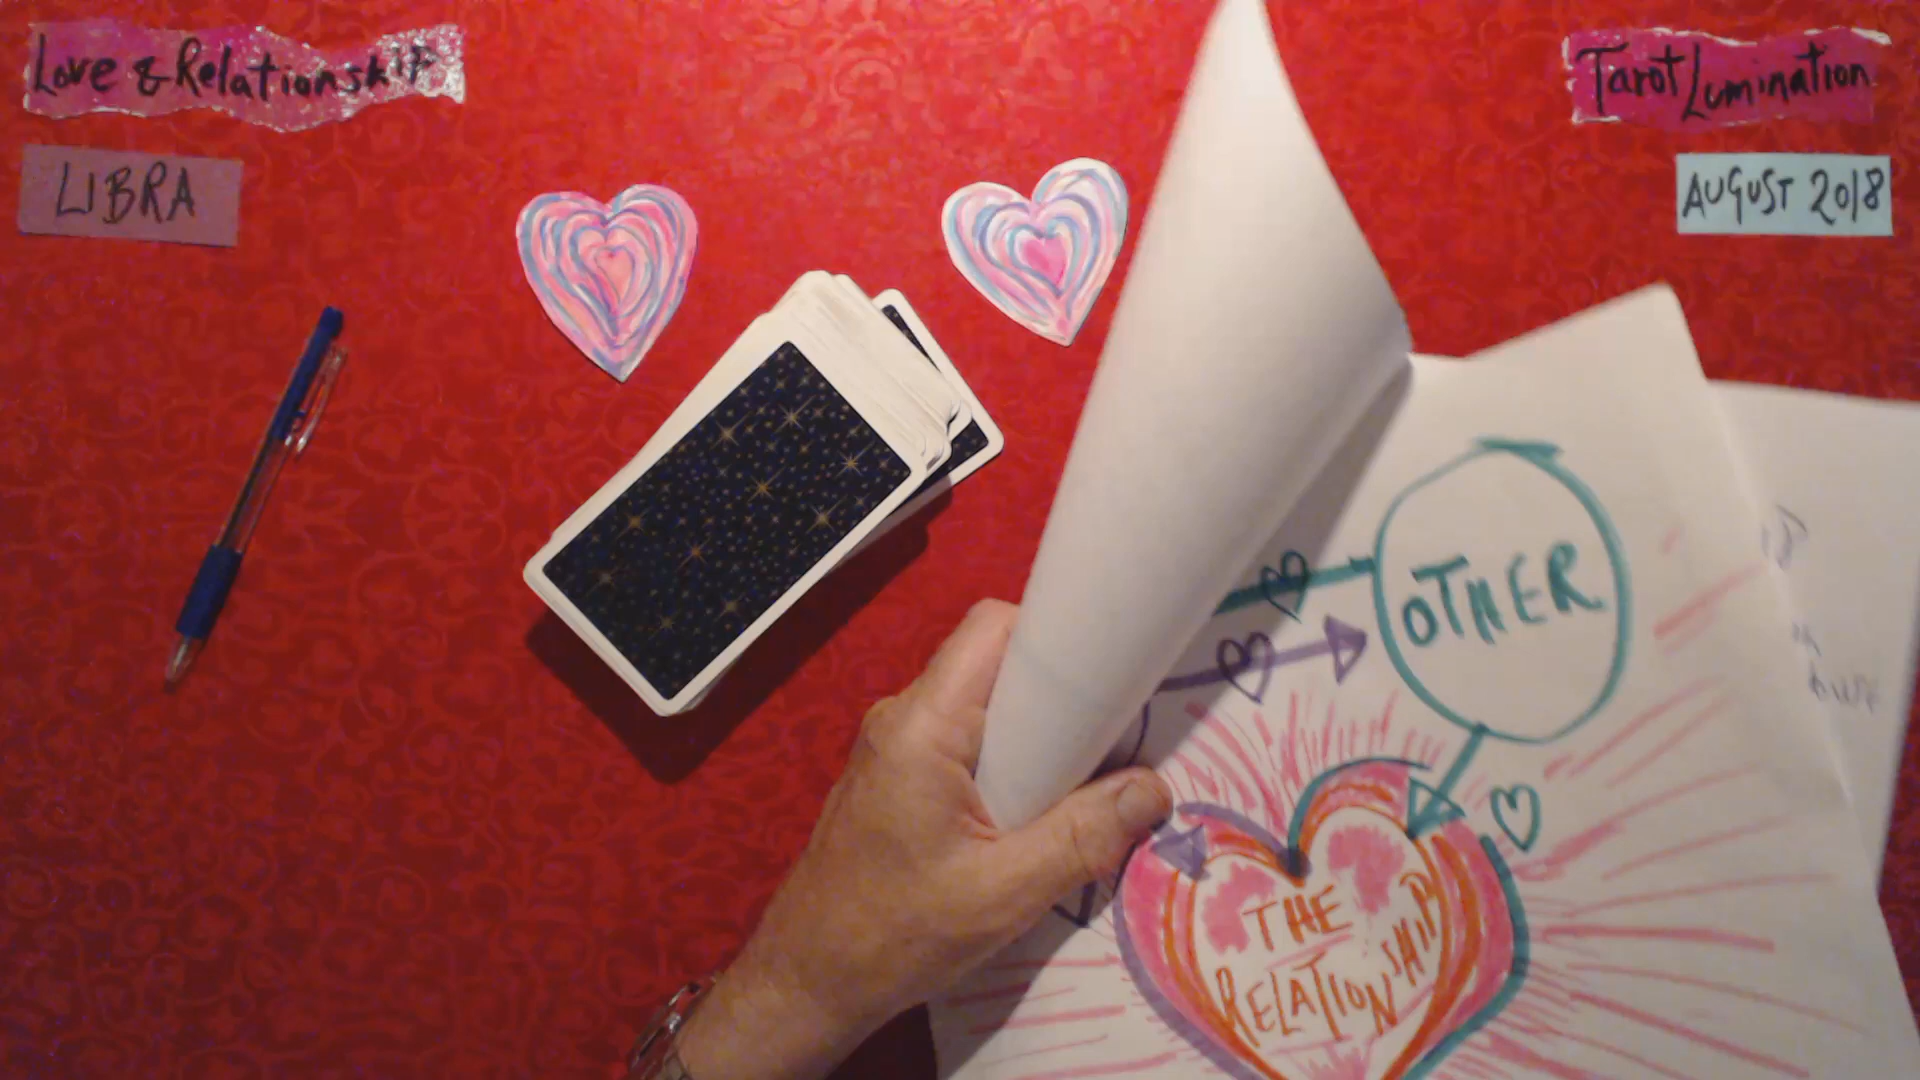 Love & Relationship
Tarot Lumination
LIBRA
AUGUST 2018
OTHER
THE
RELATIONSHIP